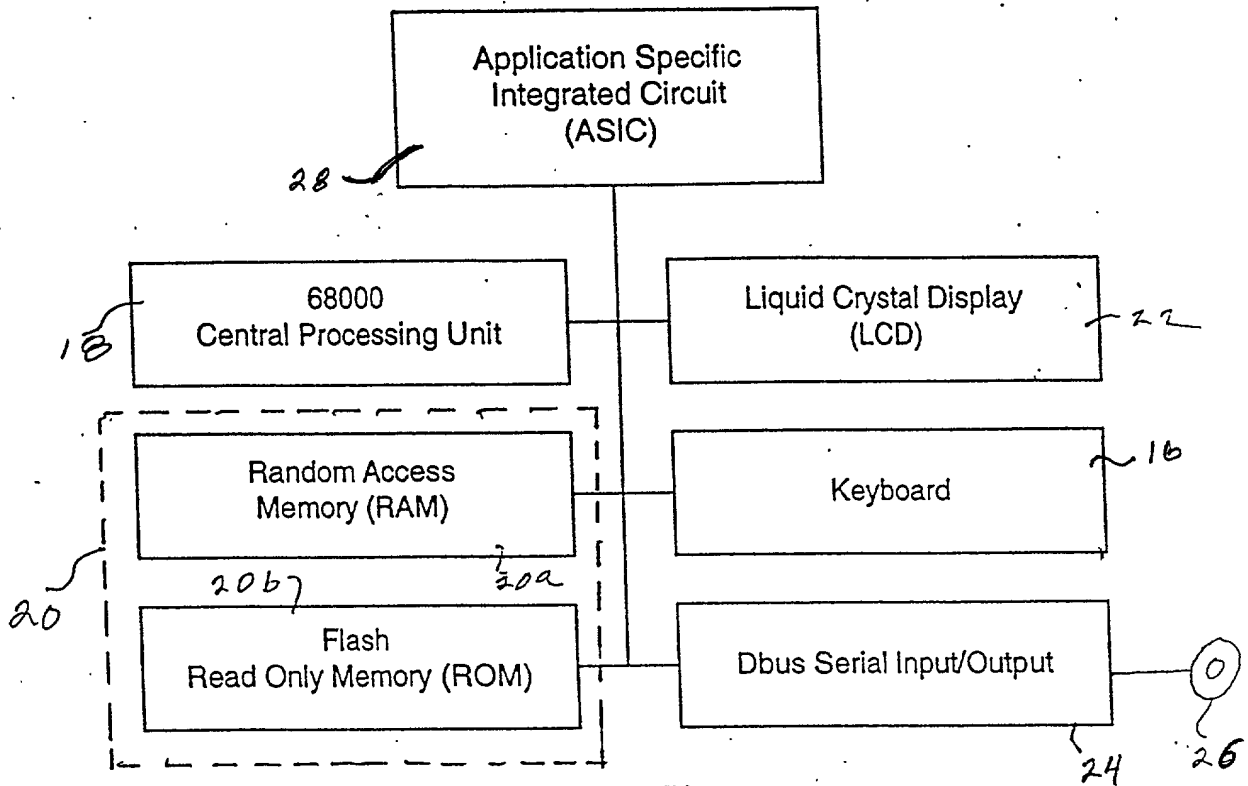 Application Specific
Integrated Circuit
(ASIC)
28
68000
Central Processing Unit
18
Liquid Crystal Display
(LCD)
22
Random Access
Memory (RAM)
20a
Keyboard
16
20
20b
Flash
Read Only Memory (ROM)
Dbus Serial Input/Output
24
26